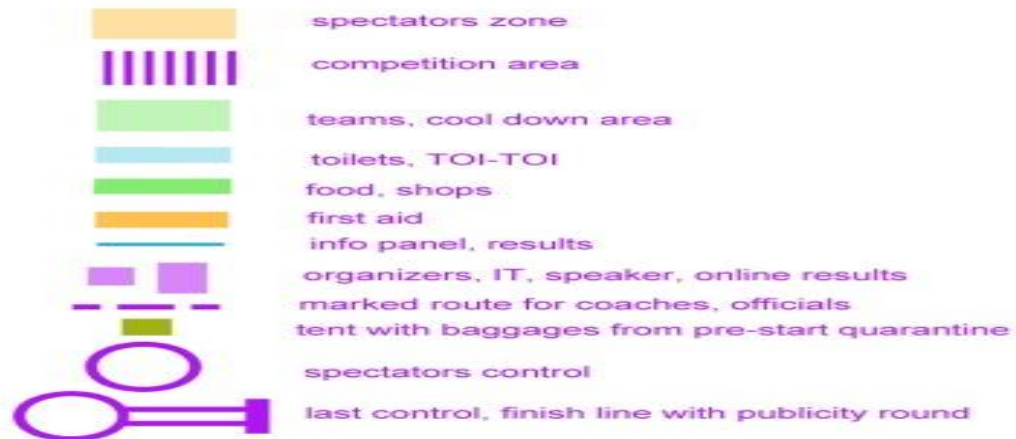 spectators zone
competition area
teams, cool down area
toilets, TOI-TOI
food, shops
first aid
info panel, results
organizers, IT, speaker, online results
marked route for coaches, officials
tent with baggages from pre-start quarantine
spectators control
last control, finish line with publicity round